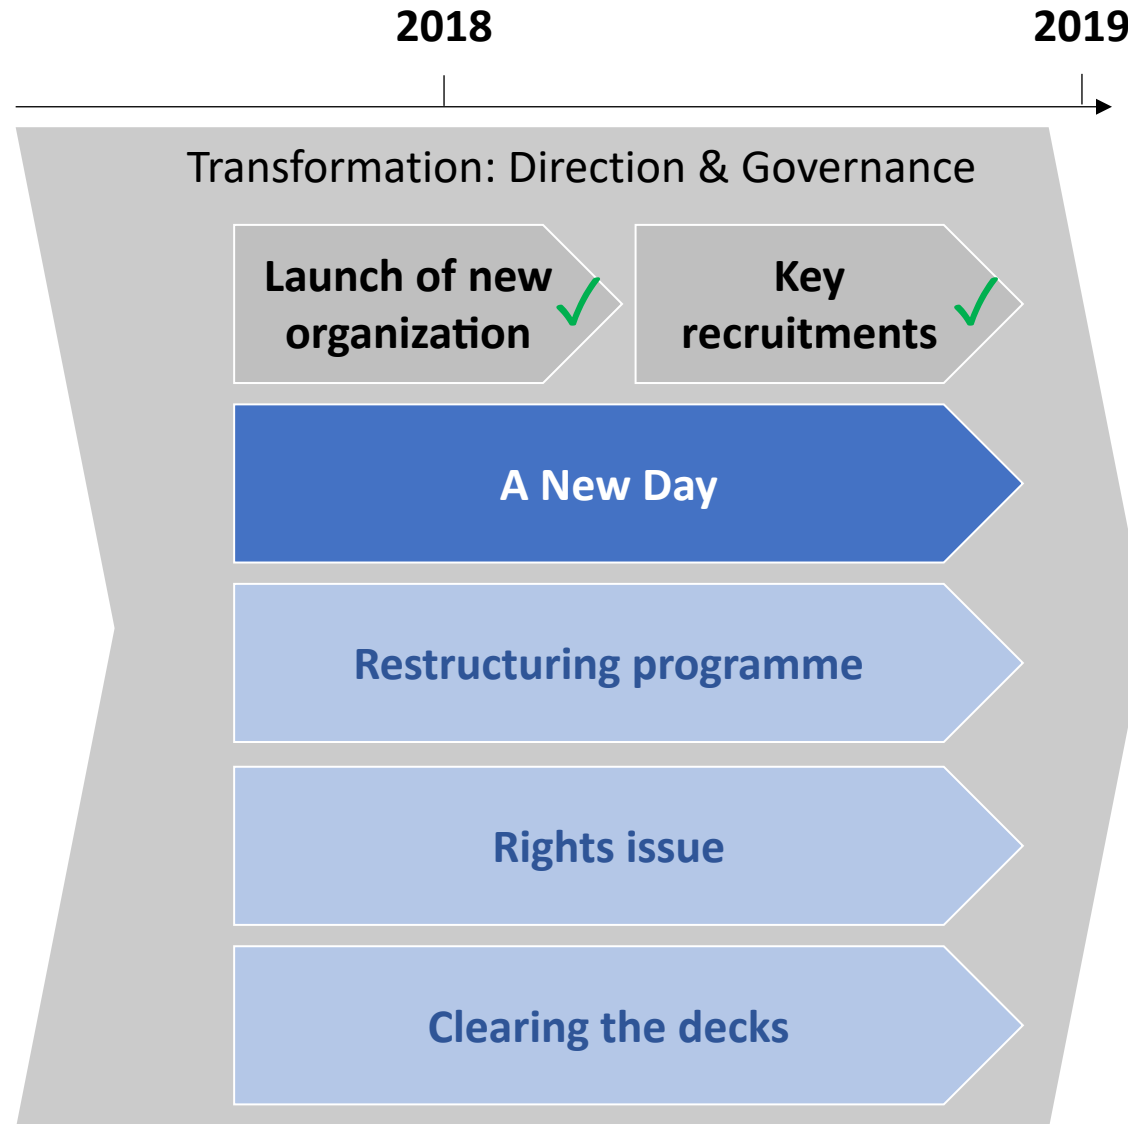 2018 2019
Transformation: Direction & Governance
Launch of new
organization
Key
recruitments
A New Day
Restructuring programme
Rights issue
Clearing the decks